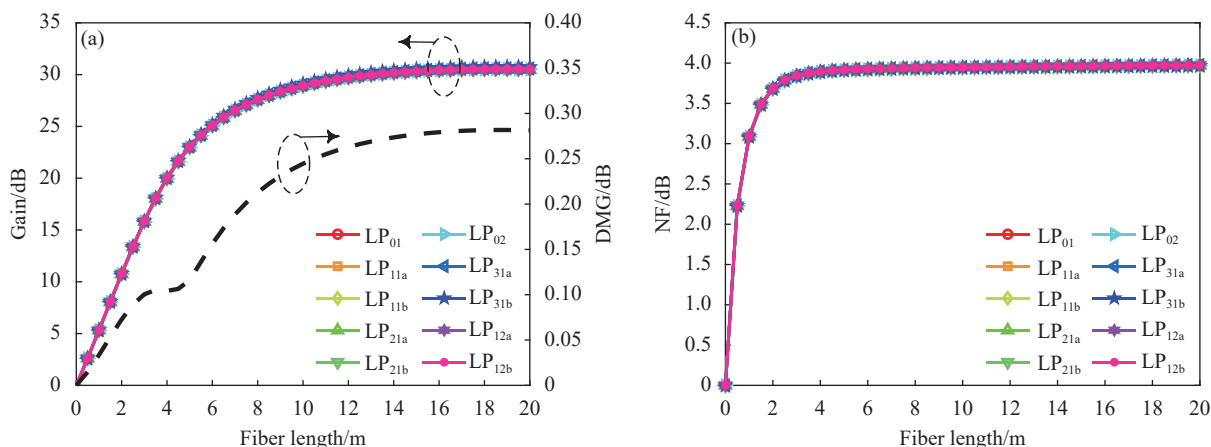 (a)
35
30
25
20
15
10
5
0
Gain/dB
0.40
0.35
0.30
0.25
0.20
0.15
0.10
0.05
0
DMG/dB
LP01 LP02
LP11a LP31a
LP11b LP31b
LP21a LP12a
LP21b LP12b
0 2 4 6 8 10 12 14 16 18 20
Fiber length/m
(b)
4.5
4.0
3.5
3.0
2.5
2.0
1.5
1.0
0.5
0
NF/dB
LP01 LP02
LP11a LP31a
LP11b LP31b
LP21a LP12a
LP21b LP12b
0 2 4 6 8 10 12 14 16 18 20
Fiber length/m